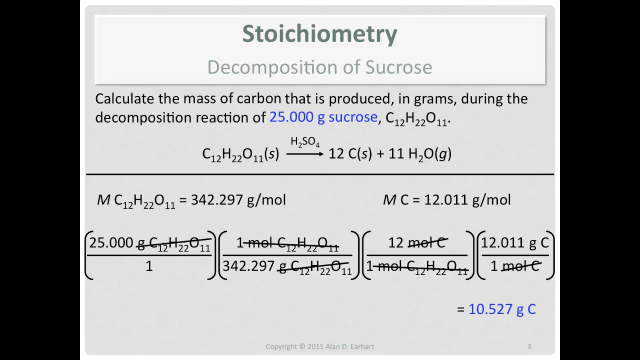 Stoichiometry
Decomposition of Sucrose
Calculate the mass of carbon that is produced, in grams, during the
decomposition reaction of 25.000 g sucrose, C₁₂H₂₂O₁₁.
H₂SO₄
C₁₂H₂₂O₁₁(s) → 12 C(s) + 11 H₂O(g)
M C₁₂H₂₂O₁₁ = 342.297 g/mol M C = 12.011 g/mol
25.000 g C₁₂H₂₂O₁₁ 1 mol C₁₂H₂₂O₁₁ 12 mol C 12.011 g C
1 342.297 g C₁₂H₂₂O₁₁ 1 mol C₁₂H₂₂O₁₁ 1 mol C
= 10.527 g C
Copyright © 2015 Alan D. Earhart 3